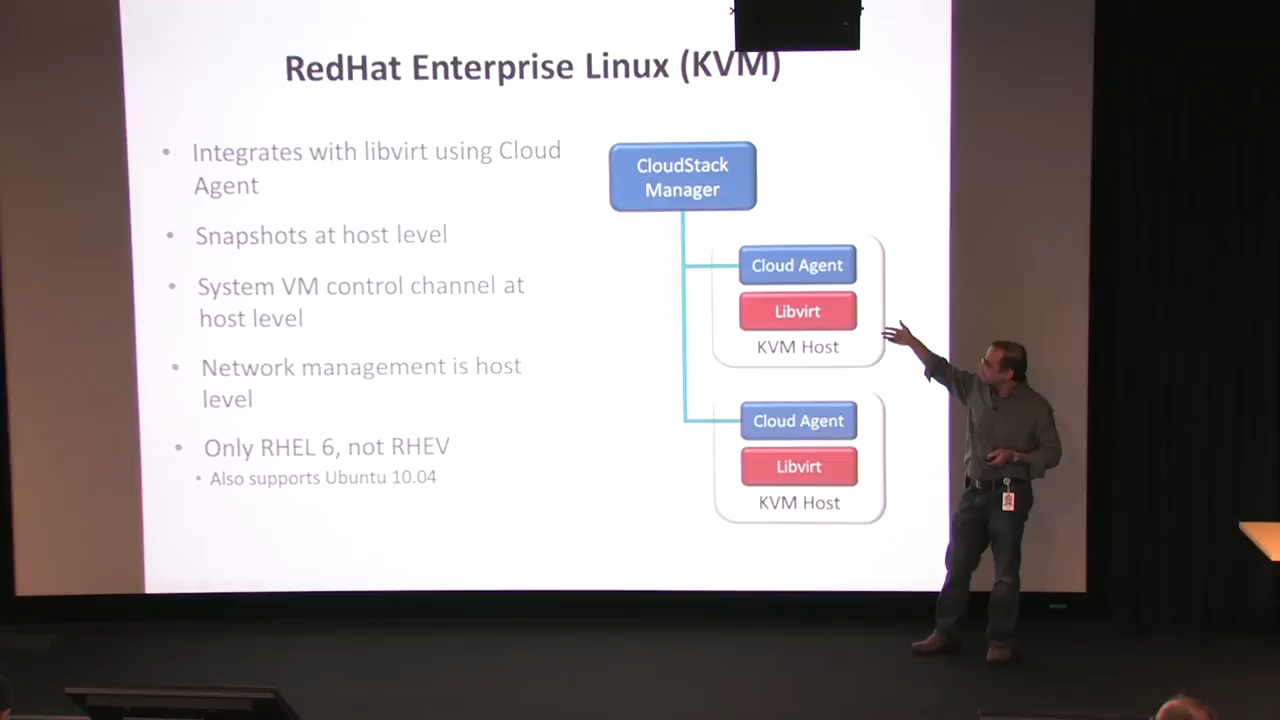 RedHat Enterprise Linux (KVM)
• Integrates with libvirt using Cloud
Agent
• Snapshots at host level
• System VM control channel at
host level
• Network management is host
level
• Only RHEL 6, not RHEV
• Also supports Ubuntu 10.04
CloudStack
Manager
Cloud Agent
Libvirt
KVM Host
Cloud Agent
Libvirt
KVM Host